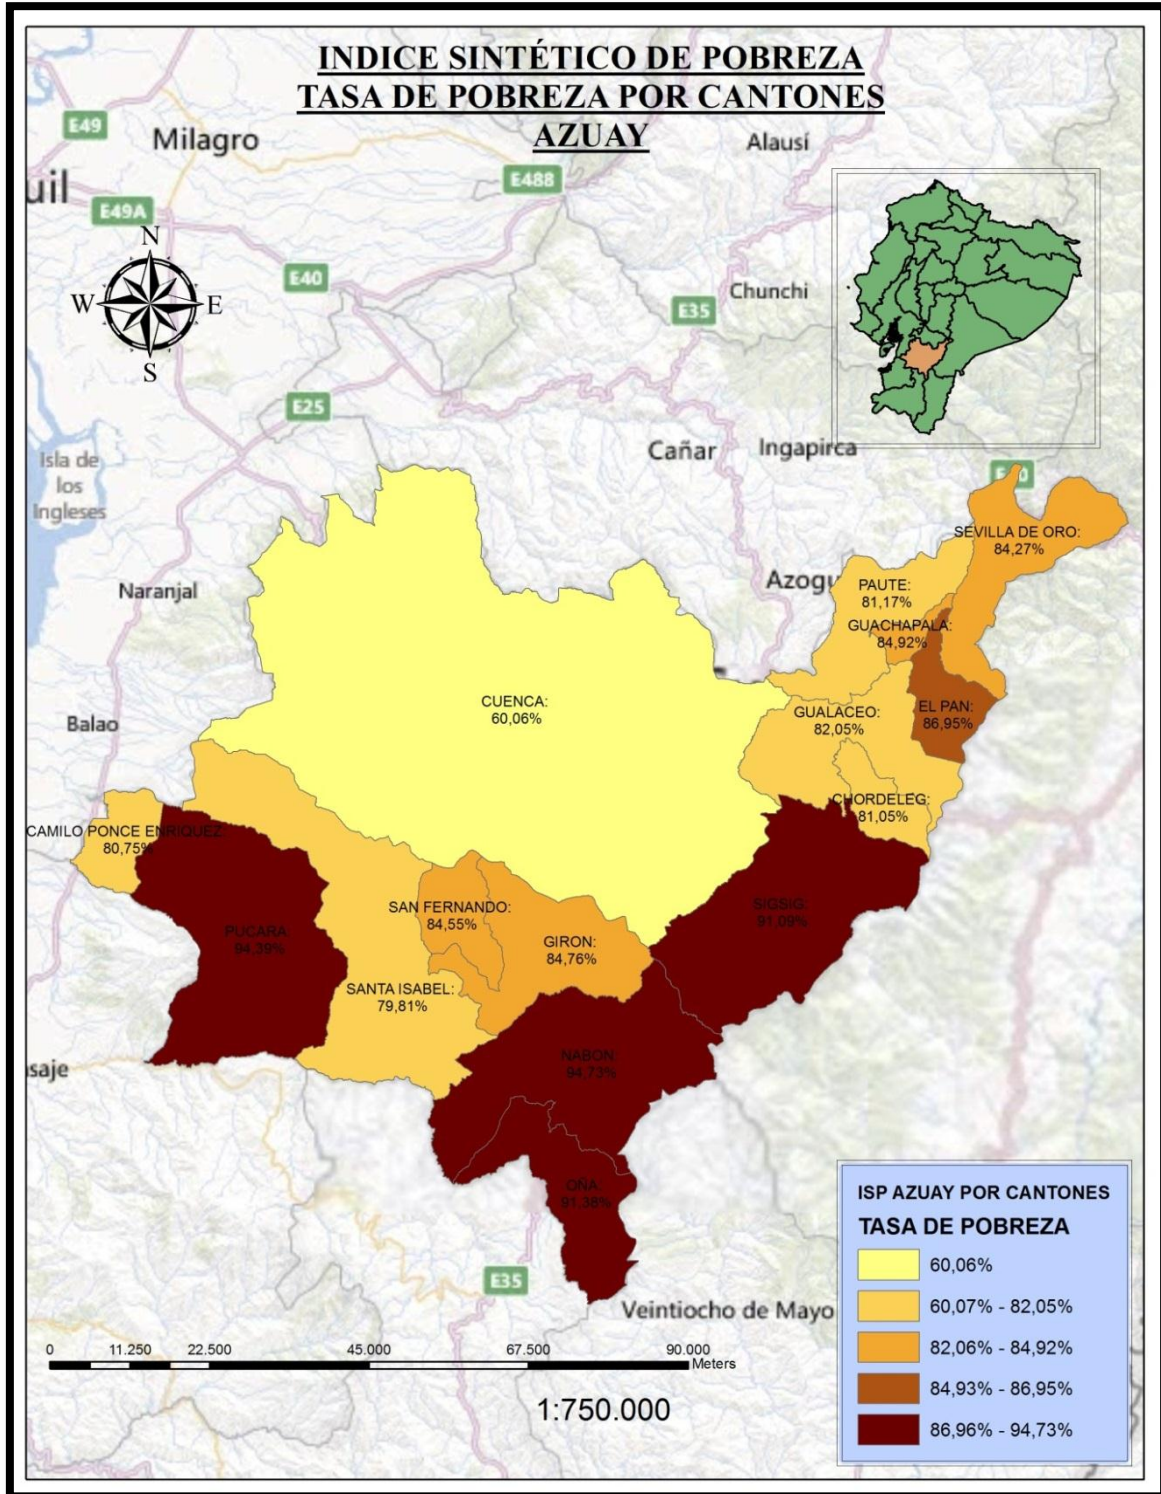 INDICE SINTÉTICO DE POBREZA
TASA DE POBREZA POR CANTONES
AZUAY
E49
Milagro
Alausí
uil
E488
E49A
N
E40
W
E
Chunchi
E35
S
E25
Cañar
Ingapirca
Isla de
los
Ingleses
SEVILLA DE ORO:
84,27%
Naranjal
Azogu
PAUTE:
81,17%
GUACHAPALA:
84,92%
CUENCA:
60,06%
GUALACEO:
82,05%
EL PAN:
86,95%
Balao
CHORDELEG:
81,05%
CAMILO PONCE ENRIQUEZ:
80,75%
SAN FERNANDO:
84,55%
SIGSIG:
91,09%
PUCARA
94,39%
GIRON:
84,76%
SANTA ISABEL:
79,81%
saje
NABON:
94,73%
OÑA:
91,38%
E35
Veintiocho de Mayo
0 11.250 22.500 45.000 67.500 90.000
Meters
1:750.000
ISP AZUAY POR CANTONES
TASA DE POBREZA
60,06%
60,07% - 82,05%
82,06% - 84,92%
84,93% - 86,95%
86,96% - 94,73%